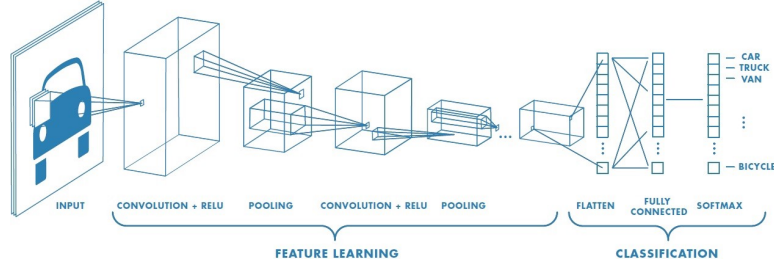 CAR
TRUCK
VAN
BICYCLE
INPUT
CONVOLUTION + RELU
POOLING
CONVOLUTION + RELU
POOLING
FLATTEN
FULLY
CONNECTED
SOFTMAX
FEATURE LEARNING
CLASSIFICATION